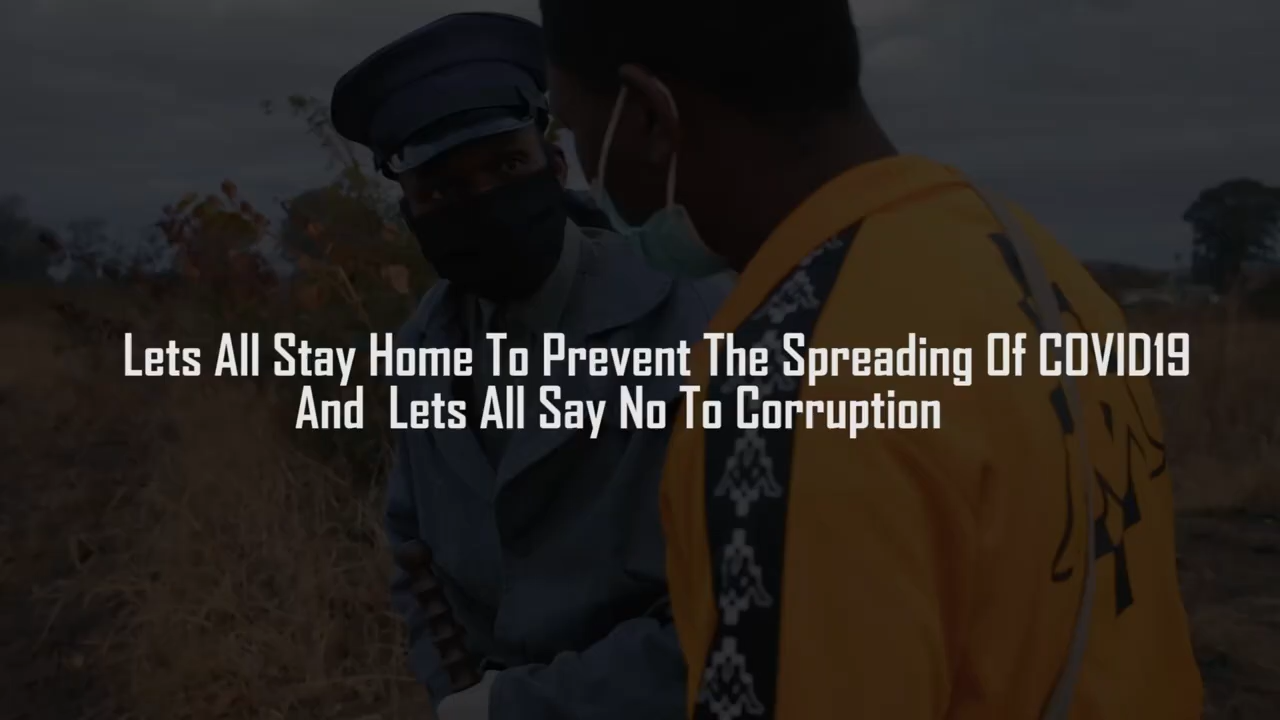 Lets All Stay Home To Prevent The Spreading Of COVID19
And Lets All Say No To Corruption